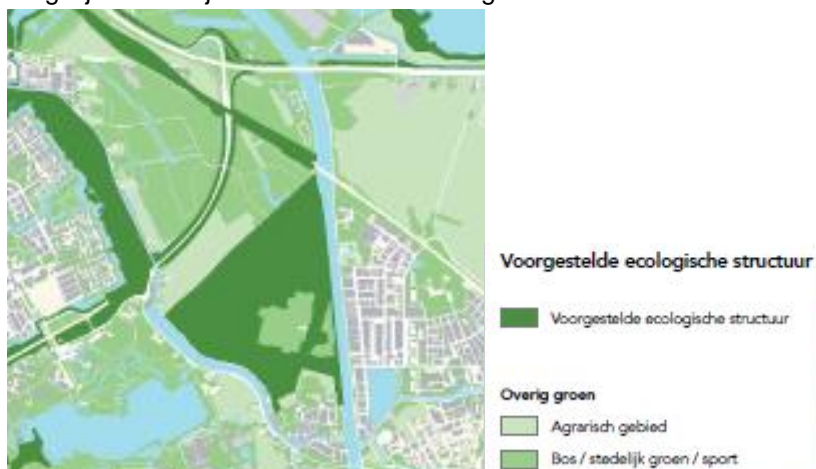 Voorgestelde ecologische structuur
Voorgestelde ecologische structuur
Overig groen
Agrarisch gebied
Bos / stedelijk groen / sport